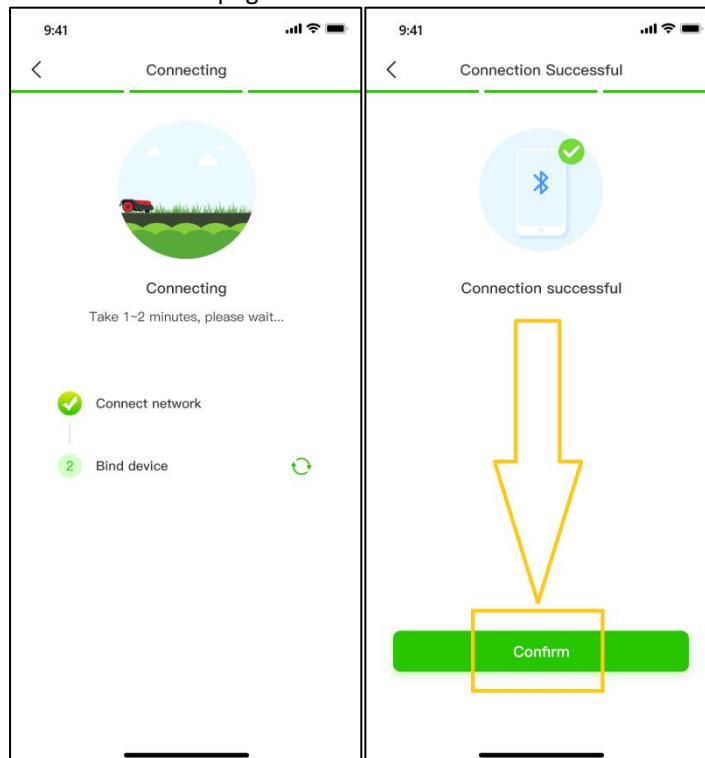 9:41
Connecting
Connecting
Take 1~2 minutes, please wait...
Connect network
2 Bind device
9:41
Connection Successful
Connection successful
Confirm